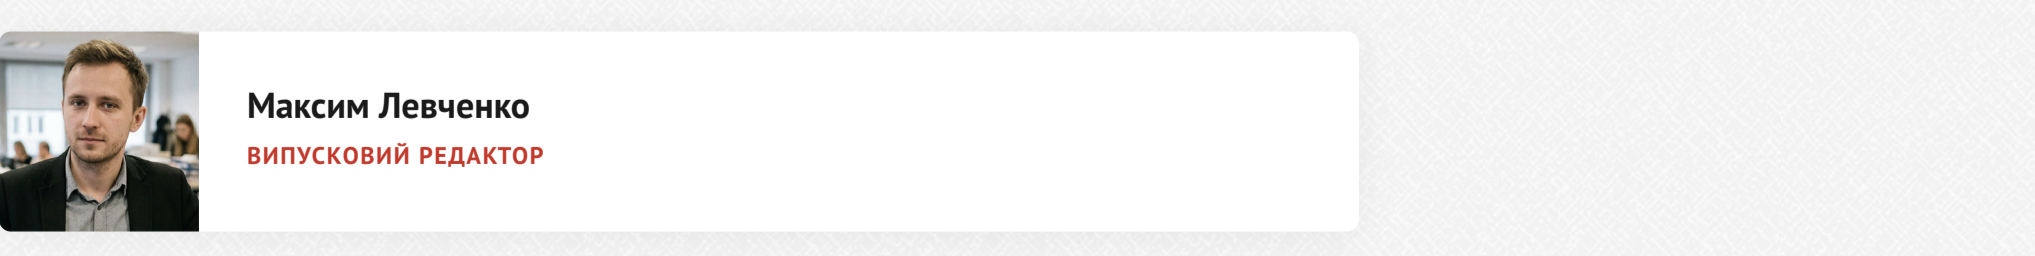 Максим Левченко
ВИПУСКОВИЙ РЕДАКТОР